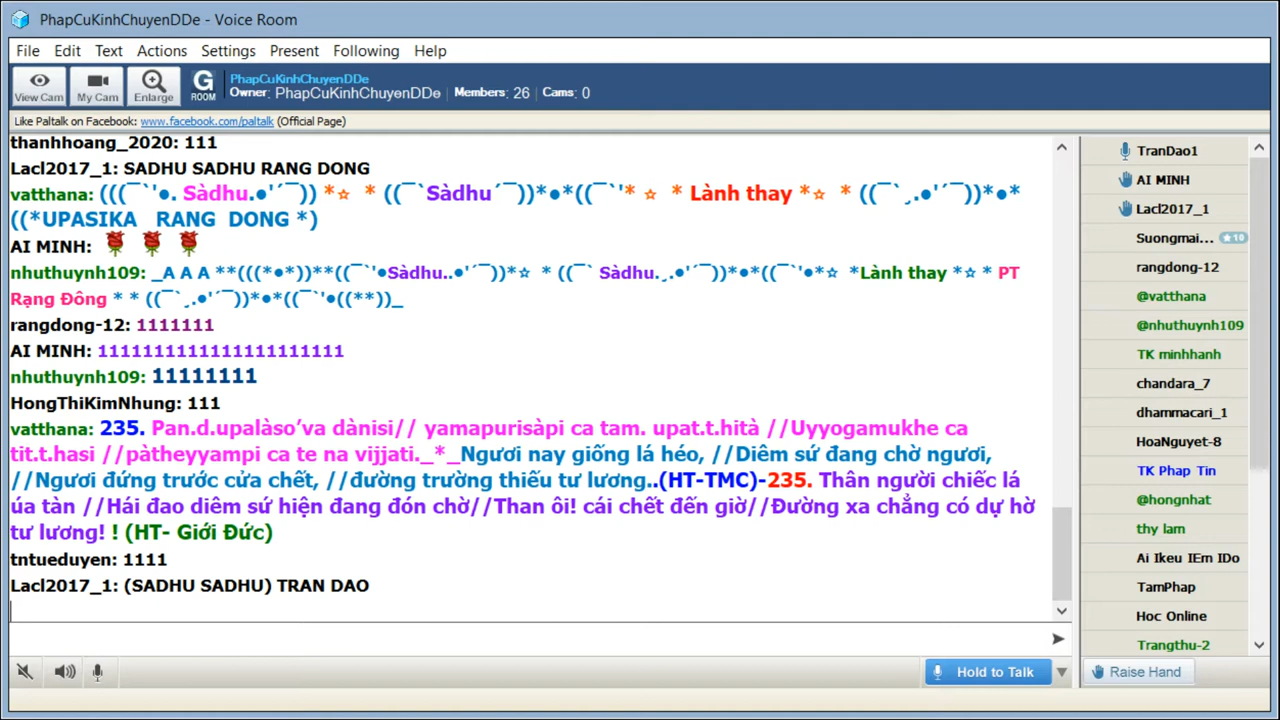 PhapCuKinhChuyenDDe - Voice Room
File Edit Text Actions Settings Present Following Help
View Cam My Cam Enlarge G ROOM
PhapCuKinhChuyenDDe
Owner: PhapCuKinhChuyenDDe Members: 26 Cams: 0
Like Paltalk on Facebook: www.facebook.com/paltalk (Official Page)
thanhhoang_2020: 111
Lacl2017_1: SADHU SADHU RANG DONG
vatthana: (((¯`'●. Sàdhu.●'´¯)) *☆ * ((¯`Sàdhu´¯))*●*((¯`'* ☆ * Lành thay *☆ * ((¯`¸.●'´¯))*●*
((*UPASIKA RANG DONG *)
AI MINH: 🌹 🌹 🌹
nhuthuynh109: _A A A **(((*●*))**((¯`'●Sàdhu..●'´¯))*☆ * ((¯` Sàdhu.¸.●'´¯))*●*((¯`'●*☆ *Lành thay *☆ * PT
Rạng Đông * * ((¯`¸.●'´¯))*●*((¯`'●((**))_
rangdong-12: 1111111
AI MINH: 1111111111111111111111
nhuthuynh109: 11111111
HongThiKimNhung: 111
vatthana: 235. Pan.d.upalàso’va dànisi// yamapurisàpi ca tam. upat.t.hità //Uyyogamukhe ca
tit.t.hasi //pàtheyyampi ca te na vijjati._*_Ngươi nay giống lá héo, //Diêm sứ đang chờ ngươi,
//Ngươi đứng trước cửa chết, //đường trường thiếu tư lương..(HT-TMC)-235. Thân người chiếc lá
úa tàn //Hái đao diêm sứ hiện đang đón chờ//Than ôi! cái chết đến giờ//Đường xa chẳng có dự hờ
tư lương! ! (HT- Giới Đức)
tntueduyen: 1111
Lacl2017_1: (SADHU SADHU) TRAN DAO
TranDao1
AI MINH
Lacl2017_1
Suongmai... ★10
rangdong-12
@vatthana
@nhuthuynh109
TK minhhanh
chandara_7
dhammacari_1
HoaNguyet-8
TK Phap Tin
@hongnhat
thy lam
Ai Ikeu IEm IDo
TamPhap
Hoc Online
Trangthu-2
Hold to Talk
Raise Hand